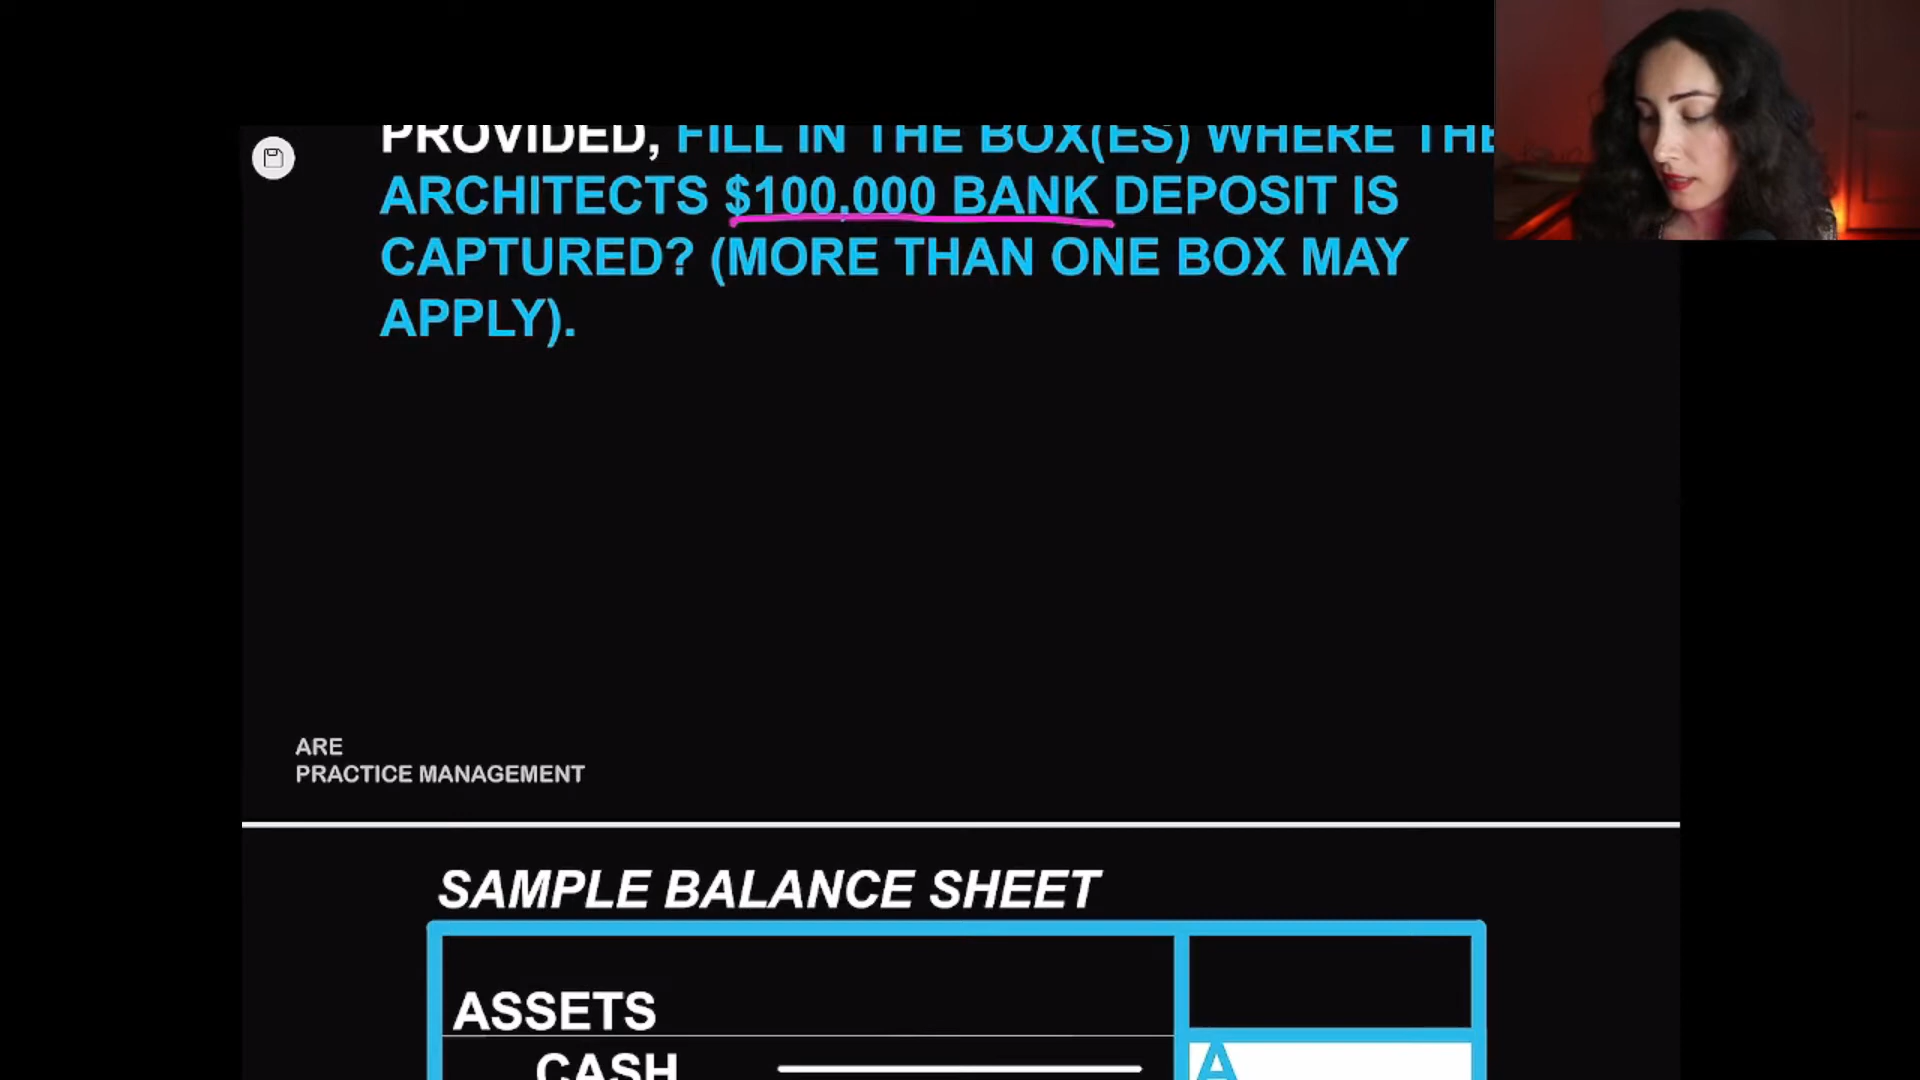 PROVIDED, FILL IN THE BOX(ES) WHERE THE
ARCHITECTS $100,000 BANK DEPOSIT IS
CAPTURED? (MORE THAN ONE BOX MAY
APPLY).
ARE
PRACTICE MANAGEMENT
SAMPLE BALANCE SHEET
ASSETS
CASH
A